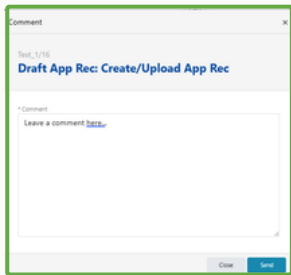 Comment ×
Test_1/16
Draft App Rec: Create/Upload App Rec
* Comment
Leave a comment here...
Close Send